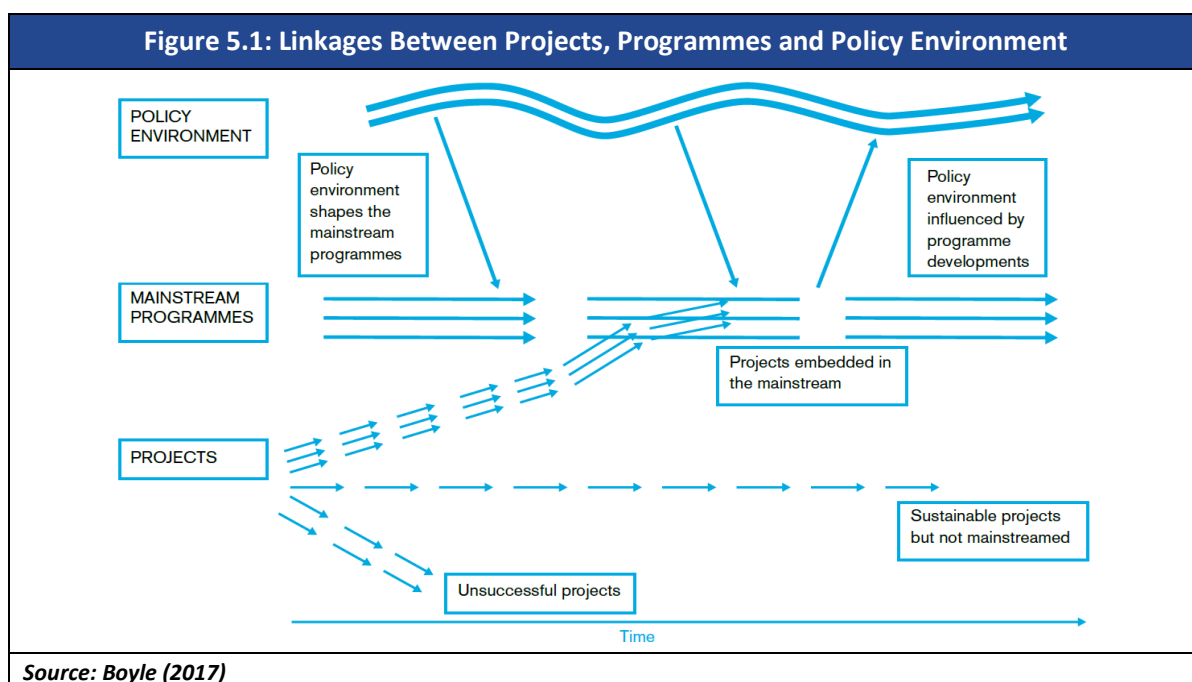 Figure 5.1: Linkages Between Projects, Programmes and Policy Environment
POLICY
ENVIRONMENT
Policy
environment
shapes the
mainstream
programmes
Policy
environment
influenced by
programme
developments
MAINSTREAM
PROGRAMMES
Projects embedded in
the mainstream
PROJECTS
Sustainable projects
but not mainstreamed
Unsuccessful projects
Time
Source: Boyle (2017)